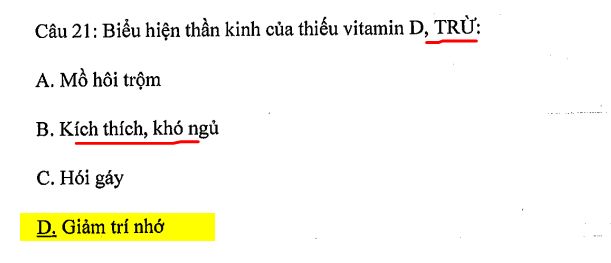 Câu 21: Biểu hiện thần kinh của thiếu vitamin D, TRỪ:
A. Mồ hôi trộm
B. Kích thích, khó ngủ
C. Hói gáy
D. Giảm trí nhớ